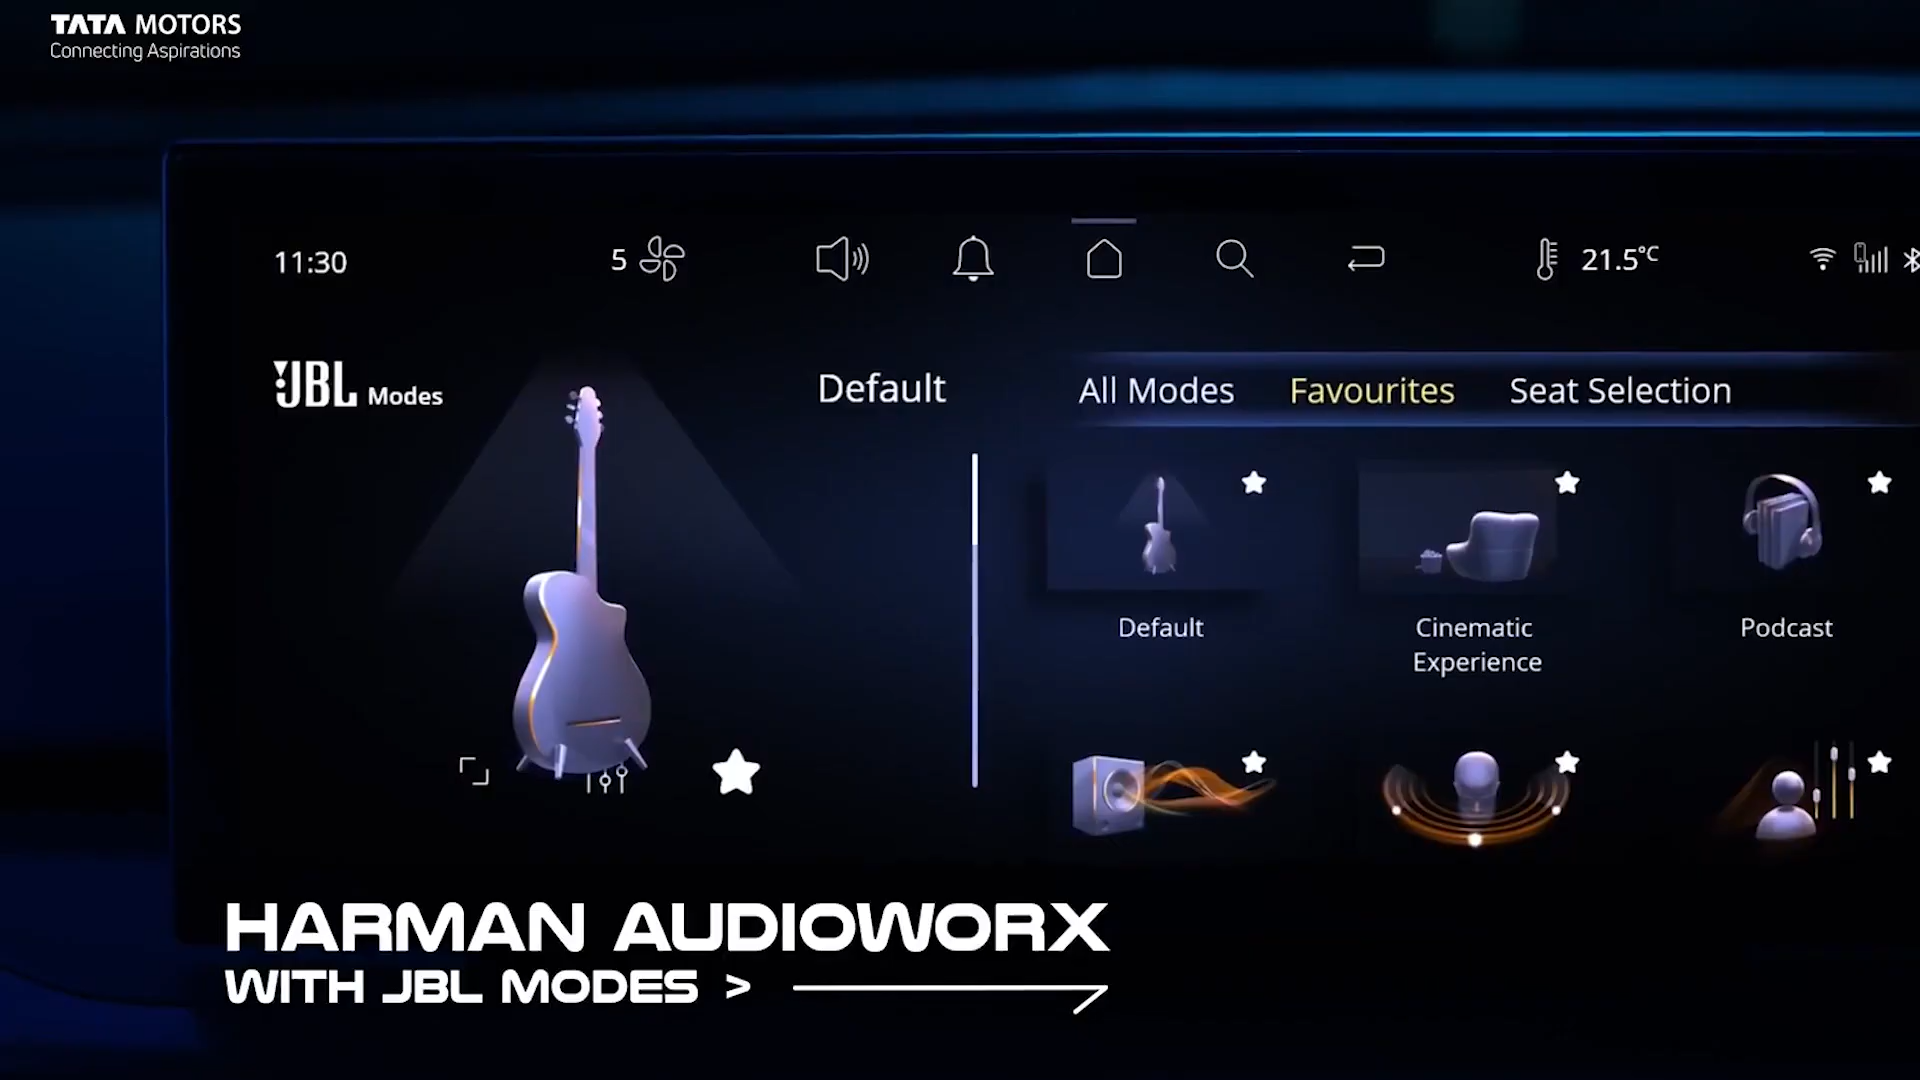 TATA MOTORS
Connecting Aspirations
11:30
5
21.5°C
JBL Modes
Default
All Modes
Favourites
Seat Selection
Default
Cinematic
Experience
Podcast
HARMAN AUDIOWORX
WITH JBL MODES >